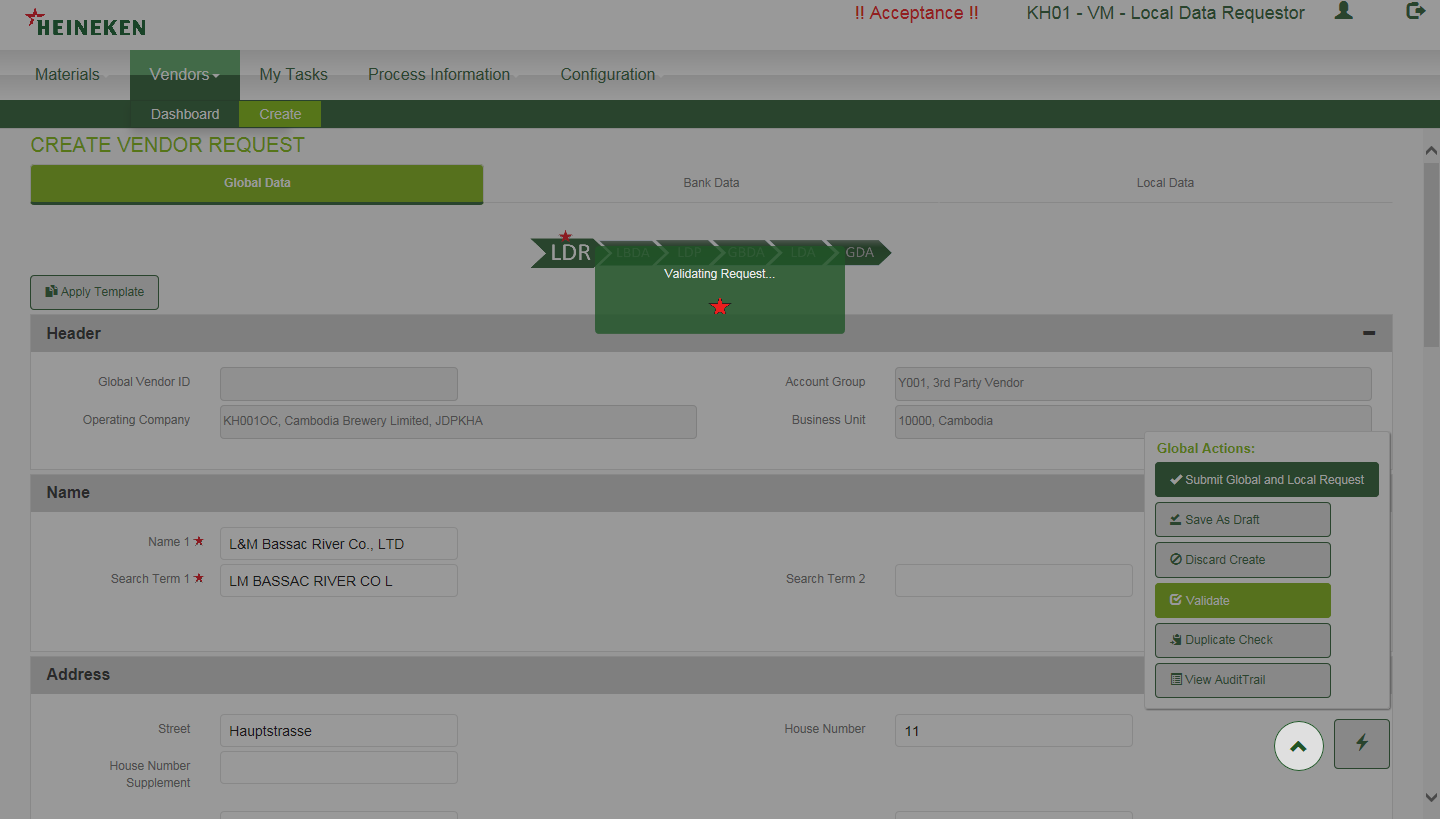 HEINEKEN
!! Acceptance !!
KH01 - VM - Local Data Requestor
Materials
Vendors
My Tasks
Process Information
Configuration
Dashboard
Create
CREATE VENDOR REQUEST
Global Data
Bank Data
Local Data
LDR
LBDA
LDP
GBDA
LDA
GDA
Validating Request...
Apply Template
Header
Global Vendor ID
Account Group
Y001, 3rd Party Vendor
Operating Company
KH001OC, Cambodia Brewery Limited, JDPKHA
Business Unit
10000, Cambodia
Global Actions:
Submit Global and Local Request
Save As Draft
Discard Create
Validate
Duplicate Check
View AuditTrail
Name
Name 1
L&M Bassac River Co., LTD
Search Term 1
LM BASSAC RIVER CO L
Search Term 2
Address
Street
Hauptstrasse
House Number
11
House Number
Supplement